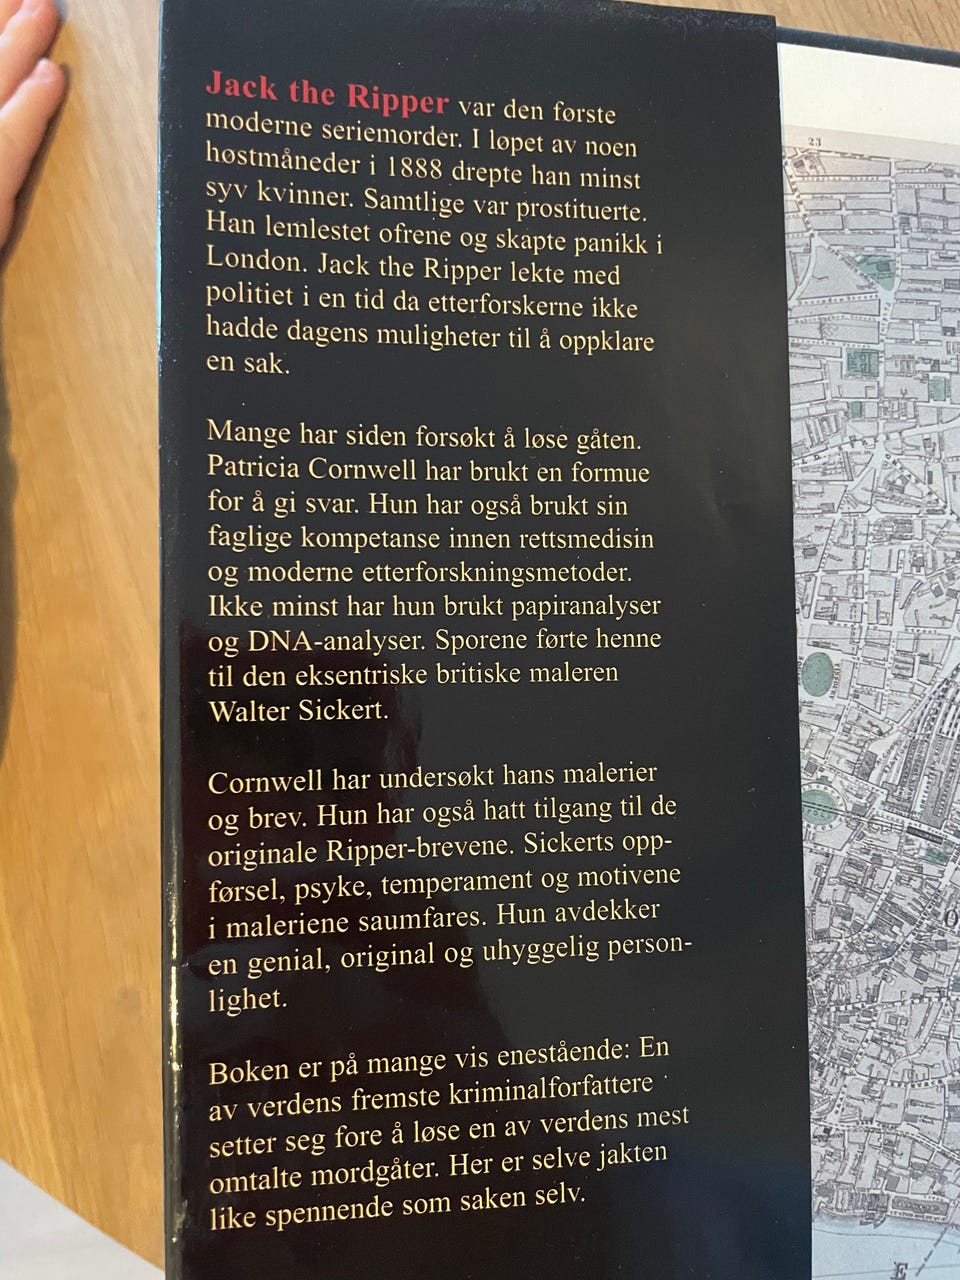 Jack the Ripper var den første
moderne seriemorder. I løpet av noen
høstmåneder i 1888 drepte han minst
syv kvinner. Samtlige var prostituerte.
Han lemlestet ofrene og skapte panikk i
London. Jack the Ripper lekte med
politiet i en tid da etterforskerne ikke
hadde dagens muligheter til å oppklare
en sak.
Mange har siden forsøkt å løse gåten.
Patricia Cornwell har brukt en formue
for å gi svar. Hun har også brukt sin
faglige kompetanse innen rettsmedisin
og moderne etterforskningsmetoder.
Ikke minst har hun brukt papiranalyser
og DNA-analyser. Sporene førte henne
til den eksentriske britiske maleren
Walter Sickert.
Cornwell har undersøkt hans malerier
og brev. Hun har også hatt tilgang til de
originale Ripper-brevene. Sickerts opp-
førsel, psyke, temperament og motivene
i maleriene saumfares. Hun avdekker
en genial, original og uhyggelig person-
lighet.
Boken er på mange vis enestående: En
av verdens fremste kriminalforfattere
setter seg fore å løse en av verdens mest
omtalte mordgåter. Her er selve jakten
like spennende som saken selv.
23
E